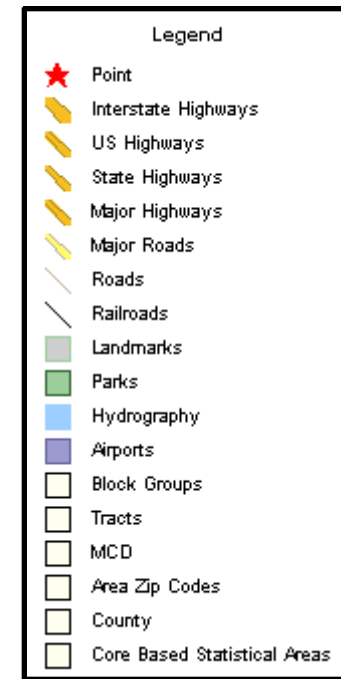 Legend
Point
Interstate Highways
US Highways
State Highways
Major Highways
Major Roads
Roads
Railroads
Landmarks
Parks
Hydrography
Airports
Block Groups
Tracts
MCD
Area Zip Codes
County
Core Based Statistical Areas